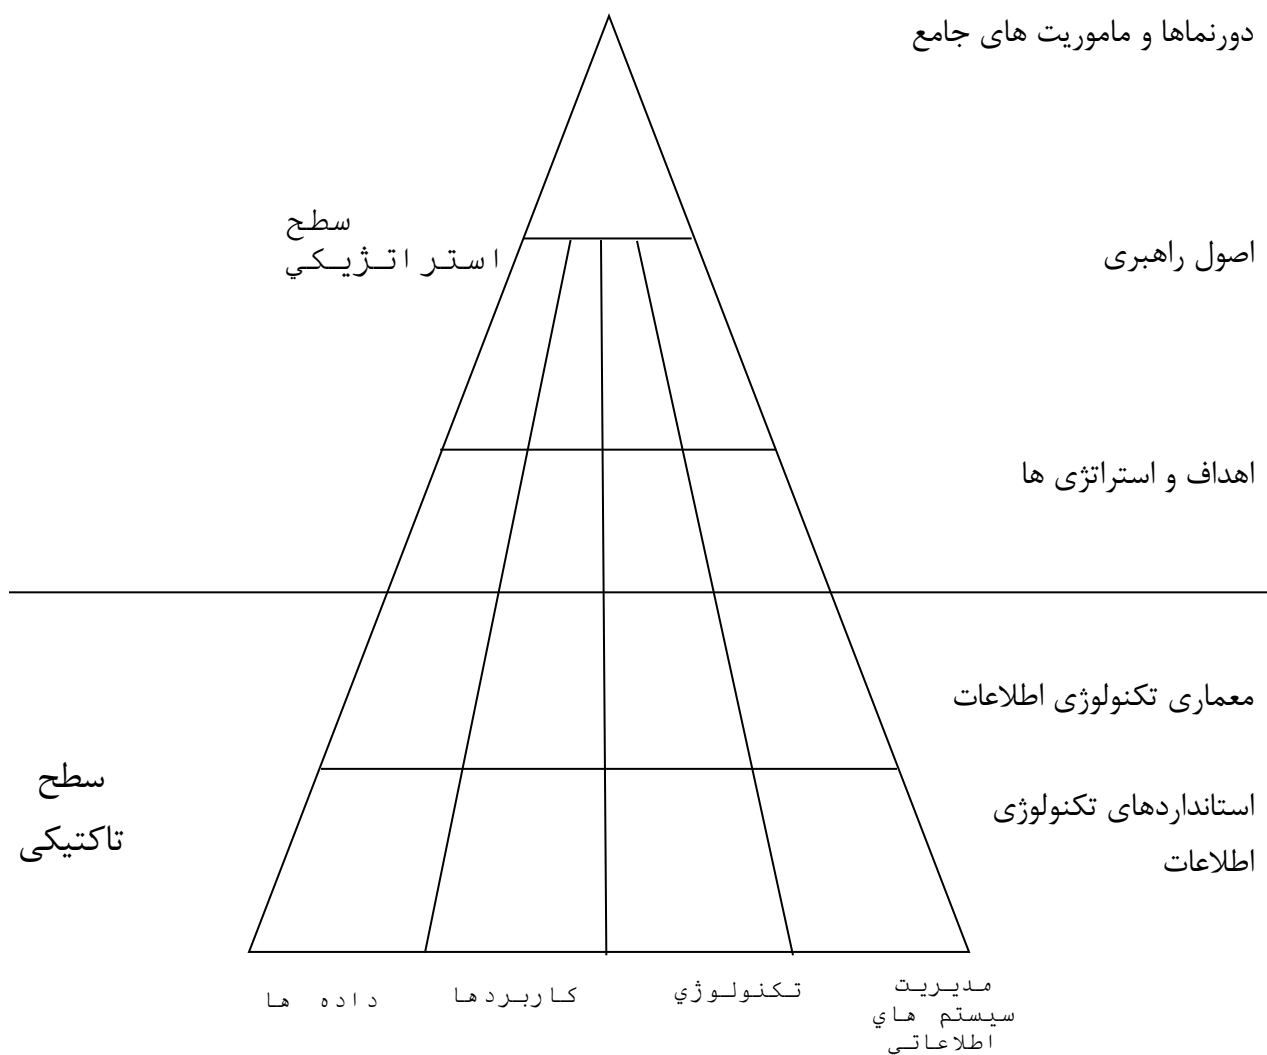 دورنماها و ماموریت های جامع
سطح
استراتژيکي
اصول راهبری
اهداف و استراتژی ها
معماری تکنولوژی اطلاعات
سطح
تاکتیکی
استانداردهای تکنولوژی
اطلاعات
مديريت
سيستم هاي
اطلاعاتي
تکنولوژي
کاربردها
داده ها